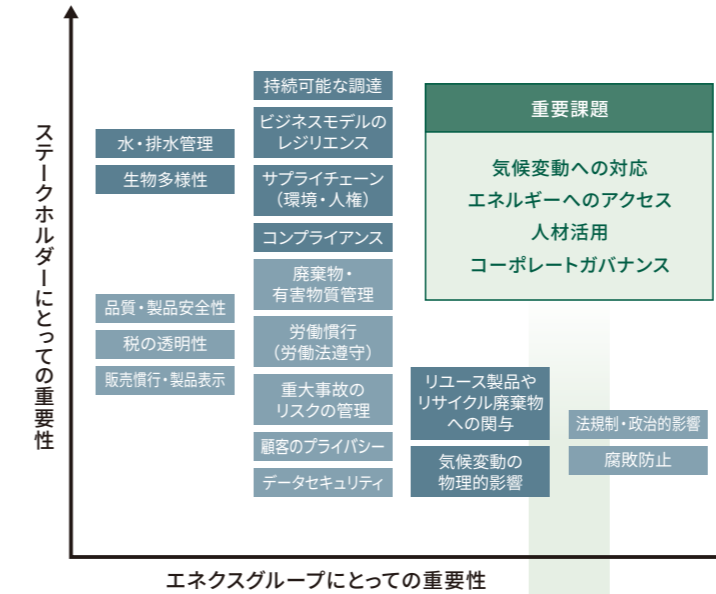 ステークホルダーにとっての重要性
水・排水管理
生物多様性
品質・製品安全性
税の透明性
販売慣行・製品表示
持続可能な調達
ビジネスモデルの
レジリエンス
サプライチェーン
（環境・人権）
コンプライアンス
廃棄物・
有害物質管理
労働慣行
（労働法遵守）
重大事故の
リスクの管理
顧客のプライバシー
データセキュリティ
重要課題
気候変動への対応
エネルギーへのアクセス
人材活用
コーポレートガバナンス
リユース製品や
リサイクル廃棄物
への関与
気候変動の
物理的影響
法規制・政治的影響
腐敗防止
エネクスグループにとっての重要性